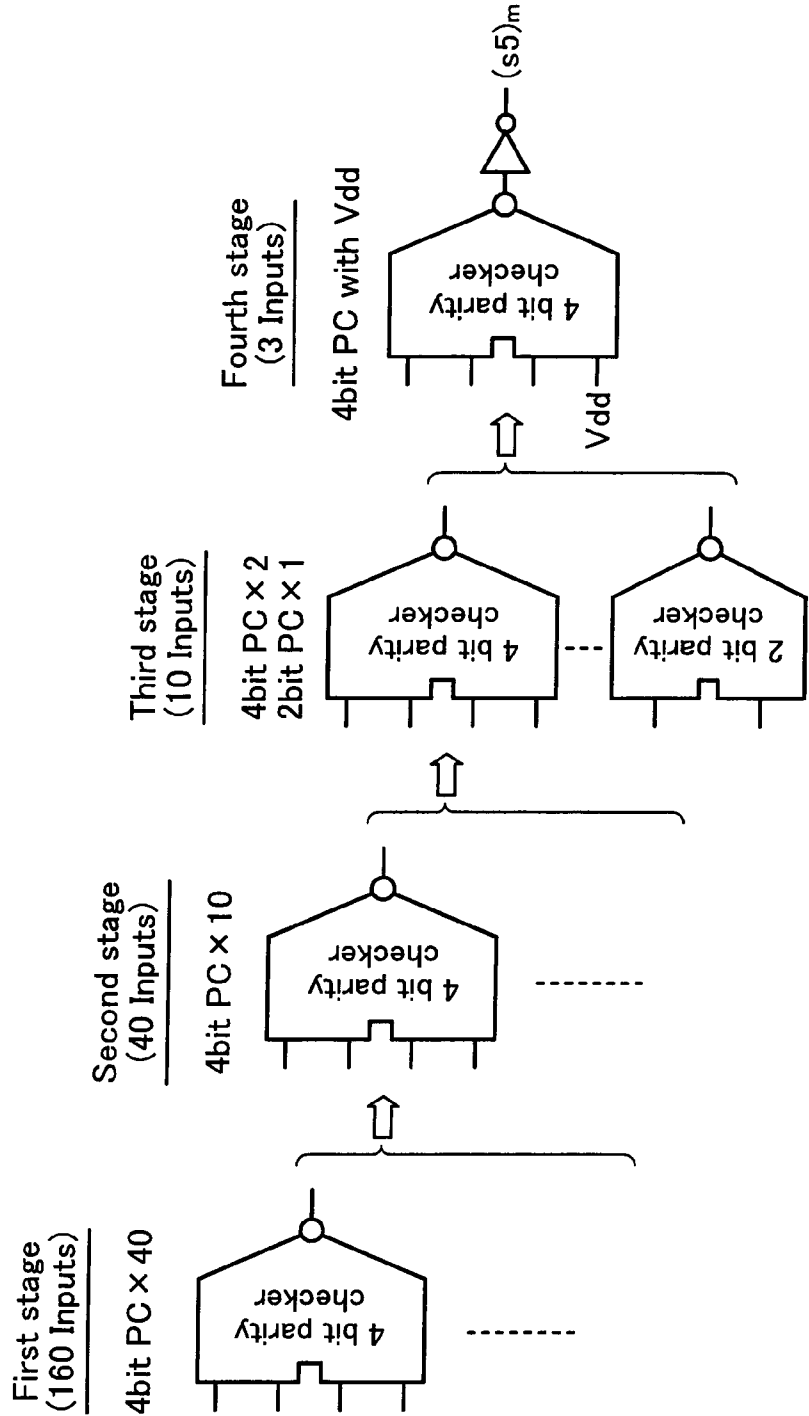 First stage
(160 Inputs)
4bit PC×40
4 bit parity
checker
Second stage
(40 Inputs)
4bit PC×10
4 bit parity
checker
Third stage
(10 Inputs)
4bit PC×2
2bit PC×1
4 bit parity
checker
2 bit parity
checker
Fourth stage
(3 Inputs)
4bit PC with Vdd
4 bit parity
checker
Vdd
(s5)m